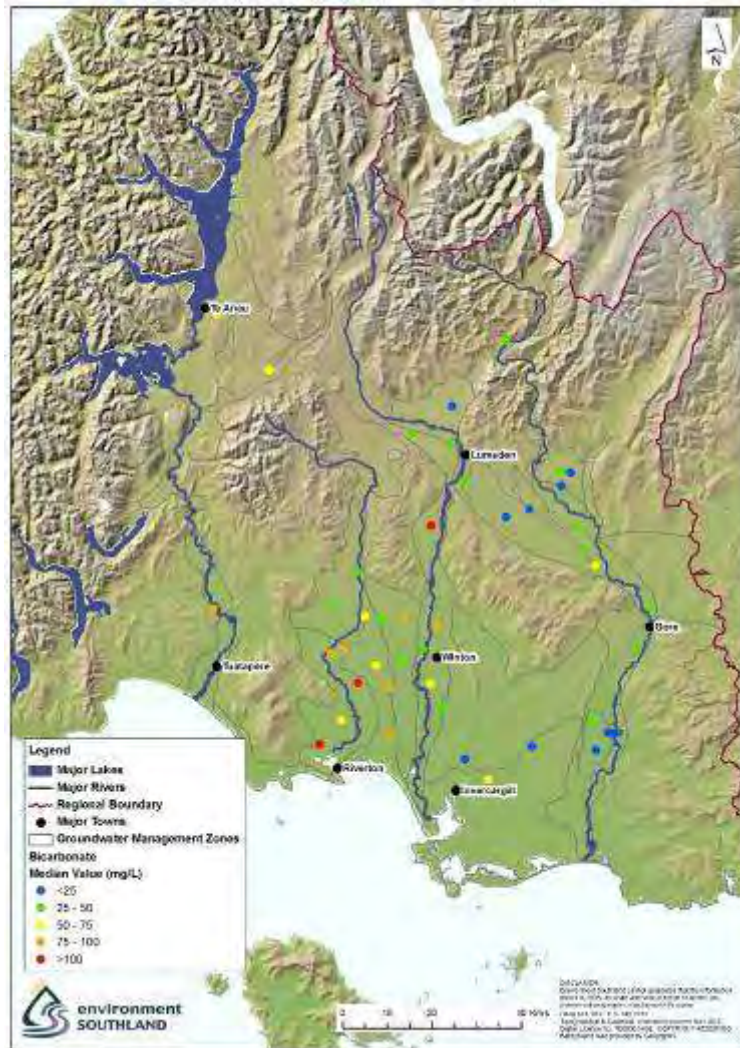 N
Te Anau
Lumsden
Gore
Winton
Tuatapere
Riverton
Invercargill
Legend
Major Lakes
Major Rivers
Regional Boundary
Major Towns
Groundwater Management Zones
Bicarbonate
Median Value (mg/L)
<25
25 - 50
50 - 75
75 - 100
>100
environment
SOUTHLAND